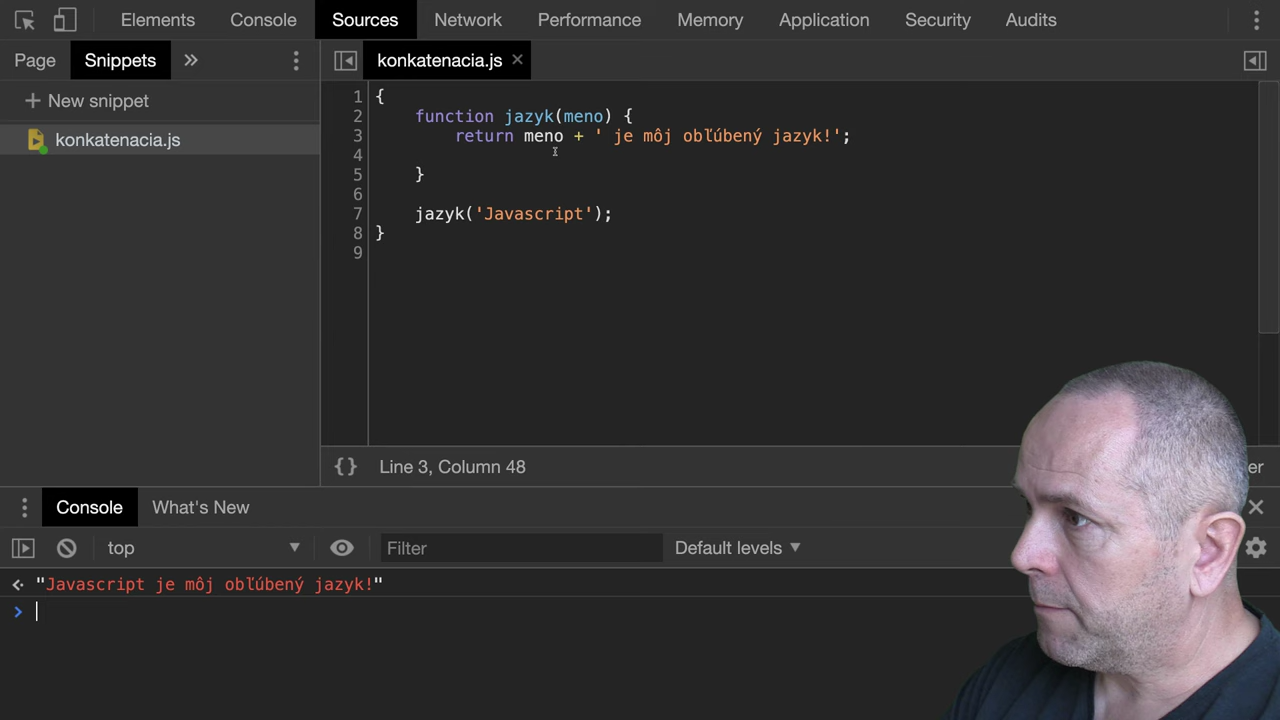 Elements Console Sources Network Performance Memory Application Security Audits
Page Snippets »
konkatenacia.js ×
+ New snippet
konkatenacia.js
1 {
2 function jazyk(meno) {
3 return meno + ' je môj obľúbený jazyk!';
4
5 }
6
7 jazyk('Javascript');
8 }
9
{} Line 3, Column 48
er
Console What's New
top ▼ Filter Default levels ▼
"Javascript je môj obľúbený jazyk!"
>